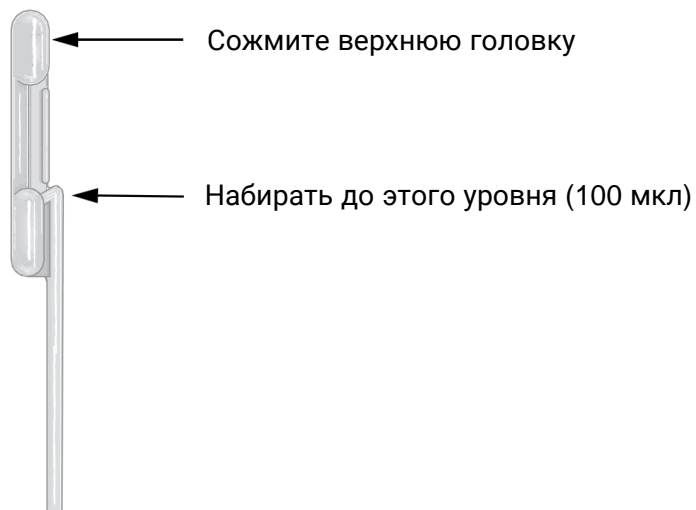 Сожмите верхнюю головку
Набирать до этого уровня (100 мкл)